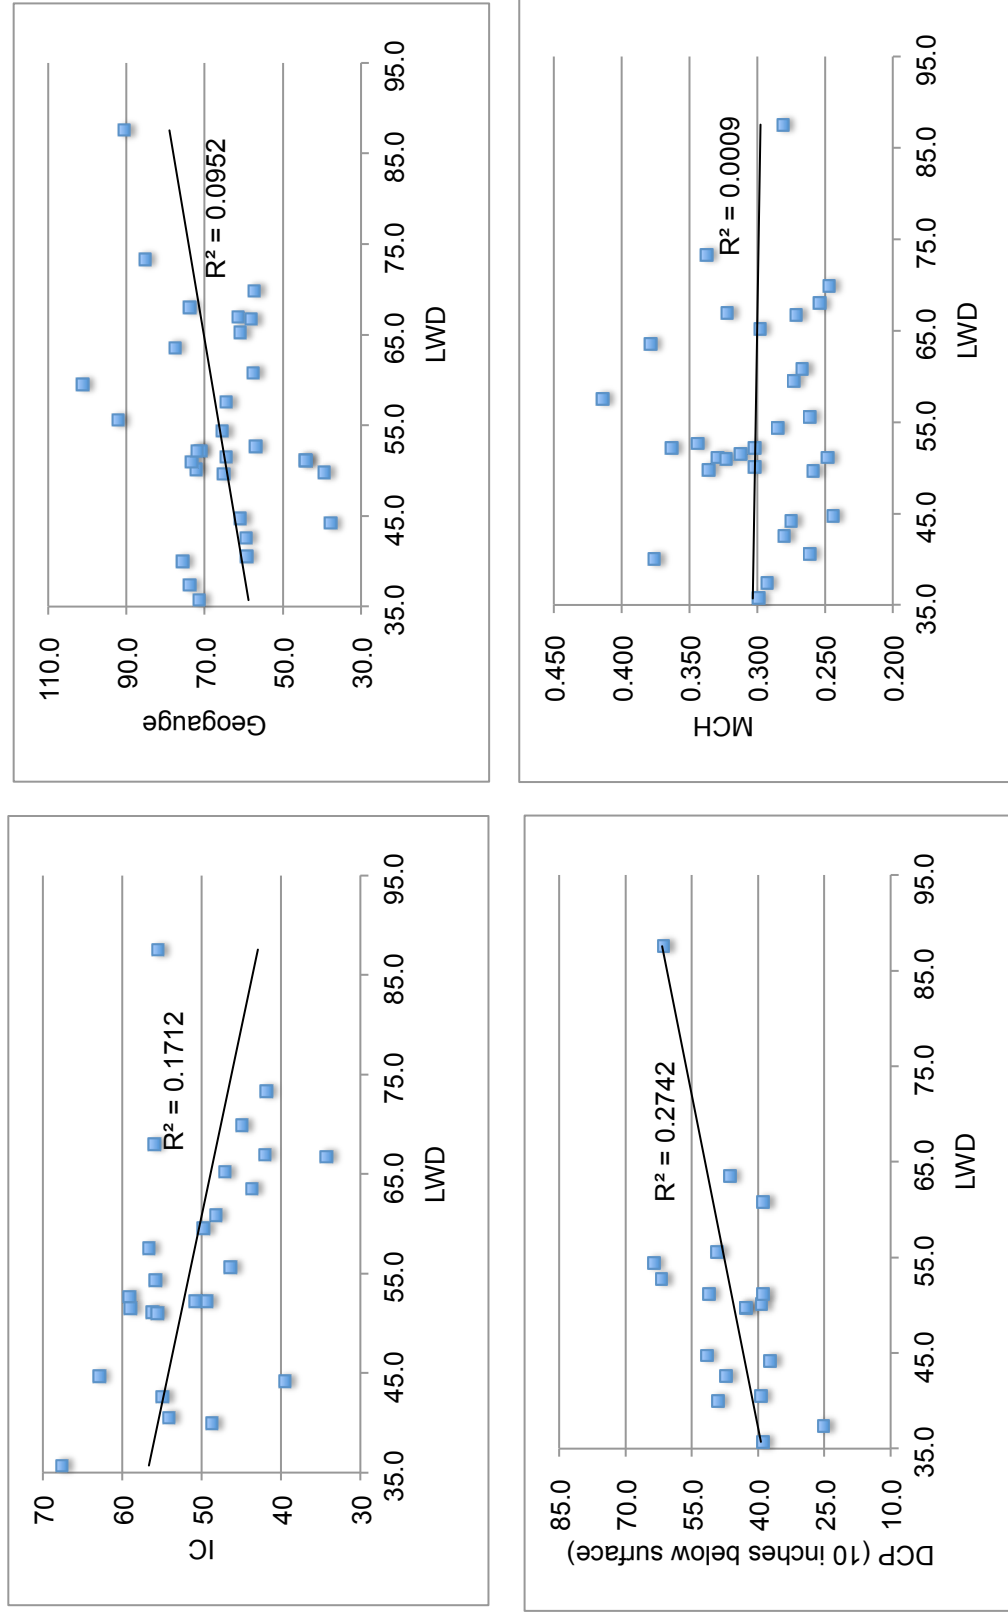 70
60
50
40
30
IC
35.0 45.0 55.0 65.0 75.0 85.0 95.0
LWD
R² = 0.1712
110.0
90.0
70.0
50.0
30.0
Geogauge
35.0 45.0 55.0 65.0 75.0 85.0 95.0
LWD
R² = 0.0952
85.0
70.0
55.0
40.0
25.0
10.0
DCP (10 inches below surface)
35.0 45.0 55.0 65.0 75.0 85.0 95.0
LWD
R² = 0.2742
0.450
0.400
0.350
0.300
0.250
0.200
MCH
35.0 45.0 55.0 65.0 75.0 85.0 95.0
LWD
R² = 0.0009